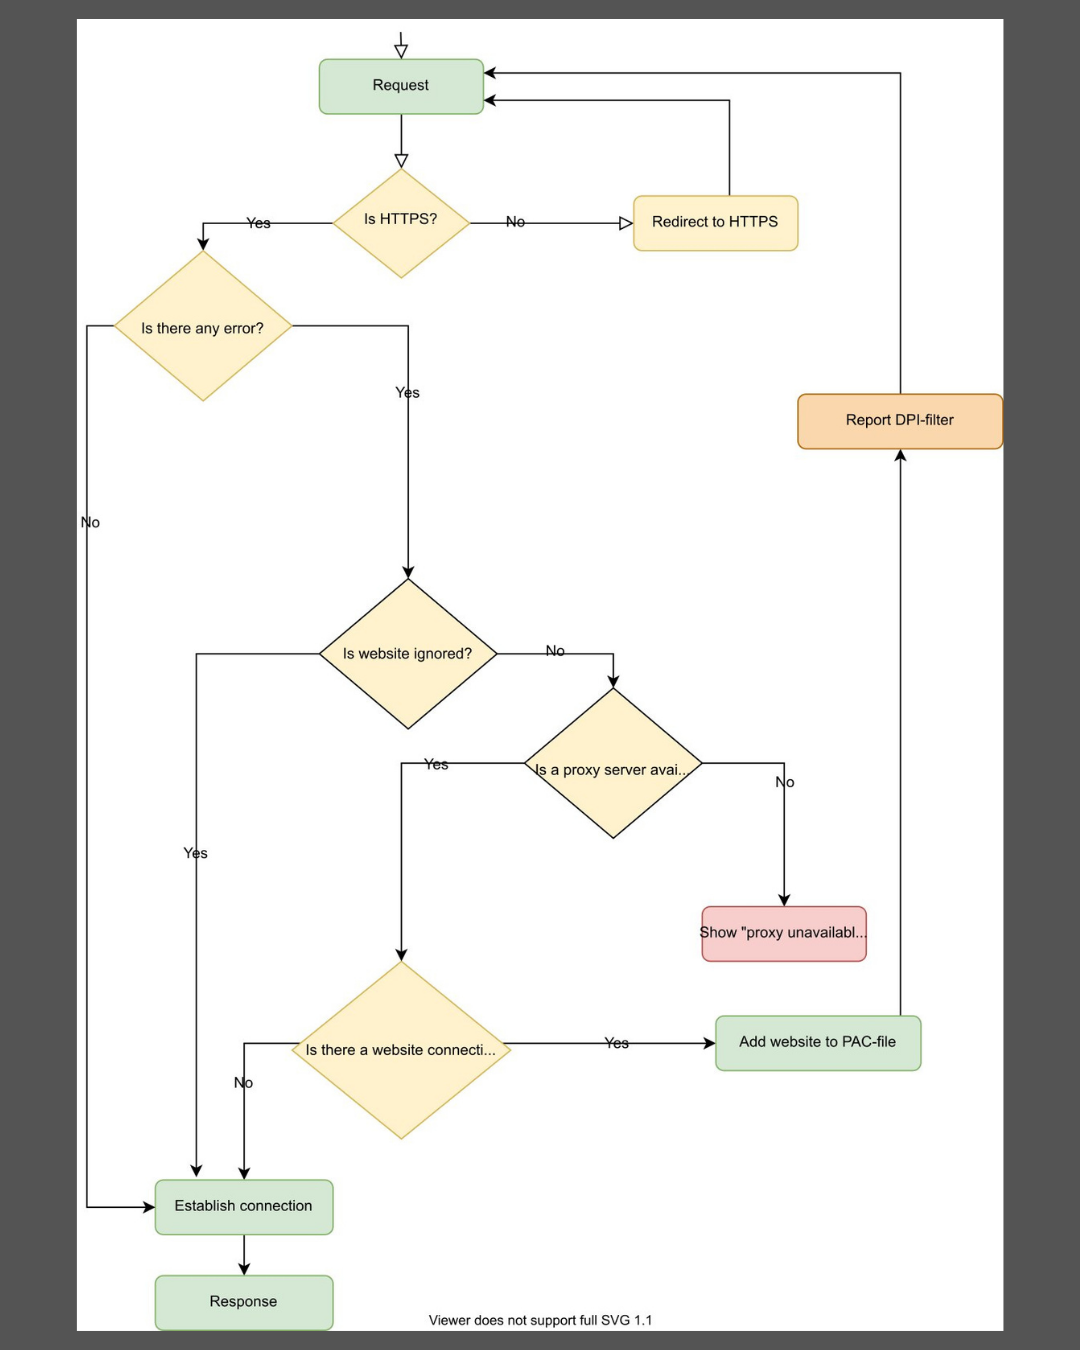 Request
Is HTTPS?
Yes
No
Redirect to HTTPS
Is there any error?
Yes
Report DPI-filter
No
Is website ignored?
No
Is a proxy server avai...
Yes
No
Yes
Show "proxy unavailabl...
Is there a website connecti...
Yes
Add website to PAC-file
No
Establish connection
Response
Viewer does not support full SVG 1.1